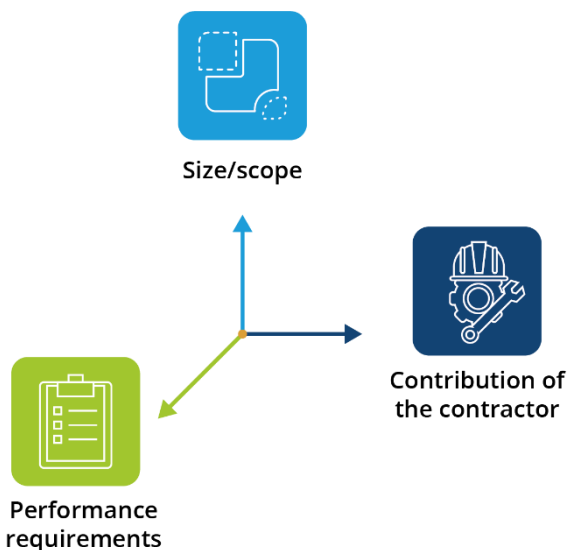 Size/scope
Contribution of
the contractor
Performance
requirements